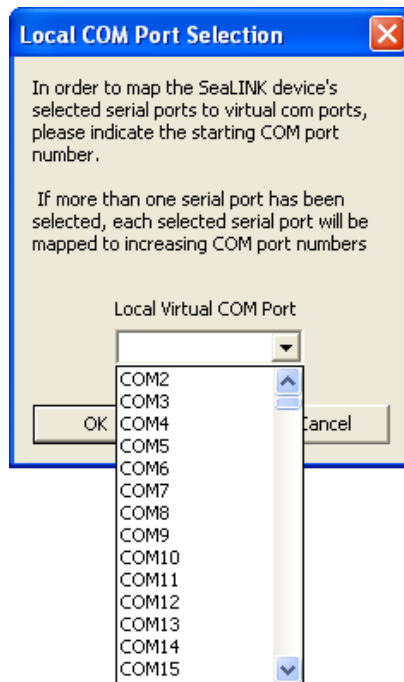 Local COM Port Selection
In order to map the SeaLINK device's
selected serial ports to virtual com ports,
please indicate the starting COM port
number.
If more than one serial port has been
selected, each selected serial port will be
mapped to increasing COM port numbers
Local Virtual COM Port
COM2
COM3
OK COM4 Cancel
COM5
COM6
COM7
COM8
COM9
COM10
COM11
COM12
COM13
COM14
COM15